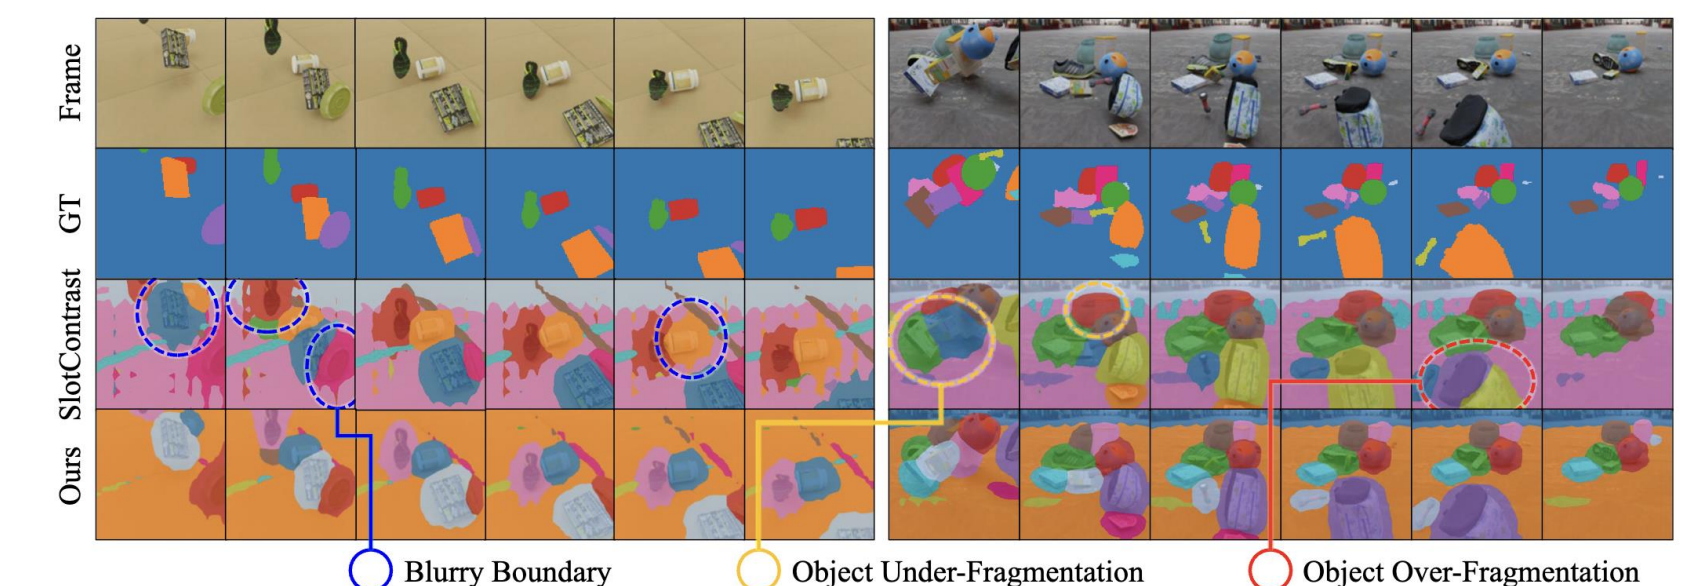 Frame
GT
SlotContrast
Ours
Blurry Boundary
Object Under-Fragmentation
Object Over-Fragmentation